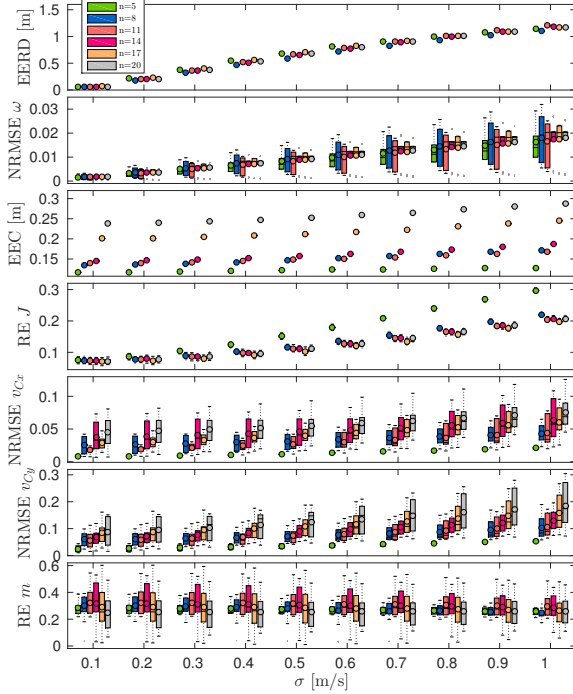 n=5
n=8
n=11
n=14
n=17
n=20
EERD [m]
1.5
1
0.5
0
NRMSE ω
0.03
0.02
0.01
0
EEC [m]
0.3
0.25
0.2
0.15
RE J
0.3
0.2
0.1
NRMSE v_{Cx}
0.1
0.05
0
NRMSE v_{Cy}
0.3
0.2
0.1
0
RE m
0.6
0.4
0.2
0
0.1 0.2 0.3 0.4 0.5 0.6 0.7 0.8 0.9 1
σ [m/s]